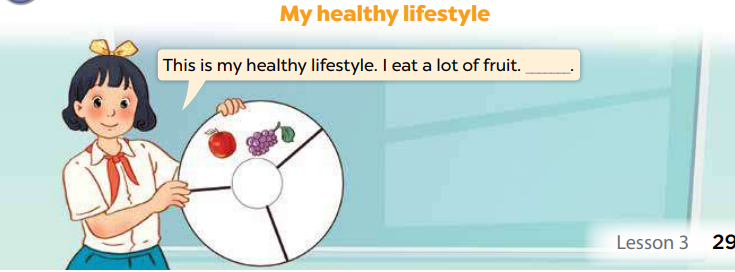 My healthy lifestyle
This is my healthy lifestyle. I eat a lot of fruit. ______.
Lesson 3 29